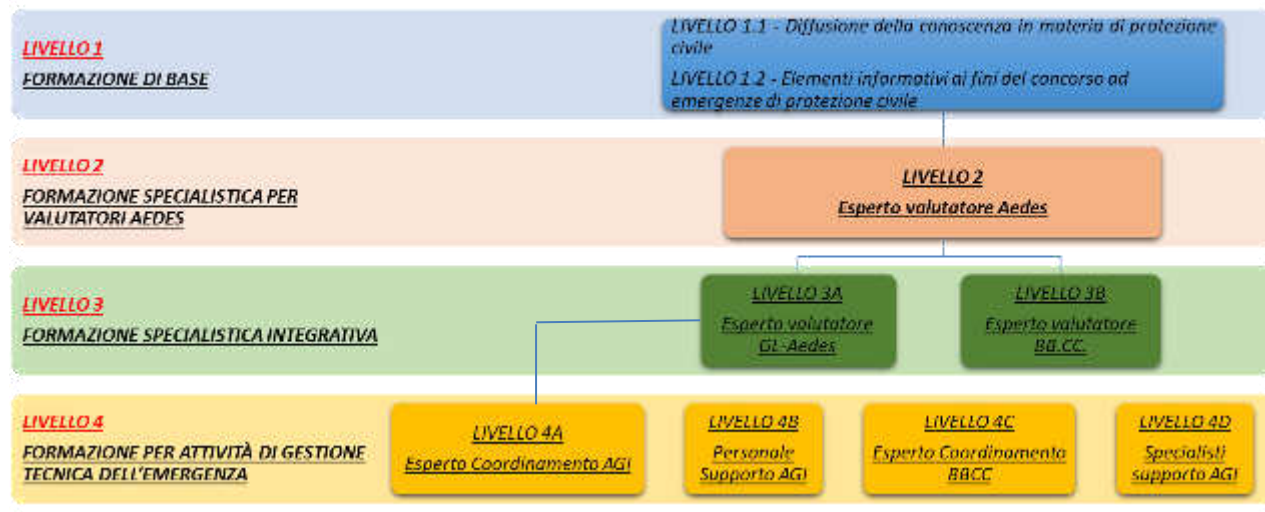 LIVELLO 1
FORMAZIONE DI BASE
LIVELLO 1.1 - Diffusione della conoscenza in materia di protezione
civile
LIVELLO 1.2 - Elementi informativi ai fini del concorso ad
emergenze di protezione civile
LIVELLO 2
FORMAZIONE SPECIALISTICA PER
VALUTATORI AEDES
LIVELLO 2
Esperto valutatore Aedes
LIVELLO 3
FORMAZIONE SPECIALISTICA INTEGRATIVA
LIVELLO 3A
Esperto valutatore
GL-Aedes
LIVELLO 3B
Esperto valutatore
BB.CC.
LIVELLO 4
FORMAZIONE PER ATTIVITÀ DI GESTIONE
TECNICA DELL'EMERGENZA
LIVELLO 4A
Esperto Coordinamento AGI
LIVELLO 4B
Personale
Supporto AGI
LIVELLO 4C
Esperto Coordinamento
BBCC
LIVELLO 4D
Specialisti
supporto AGI